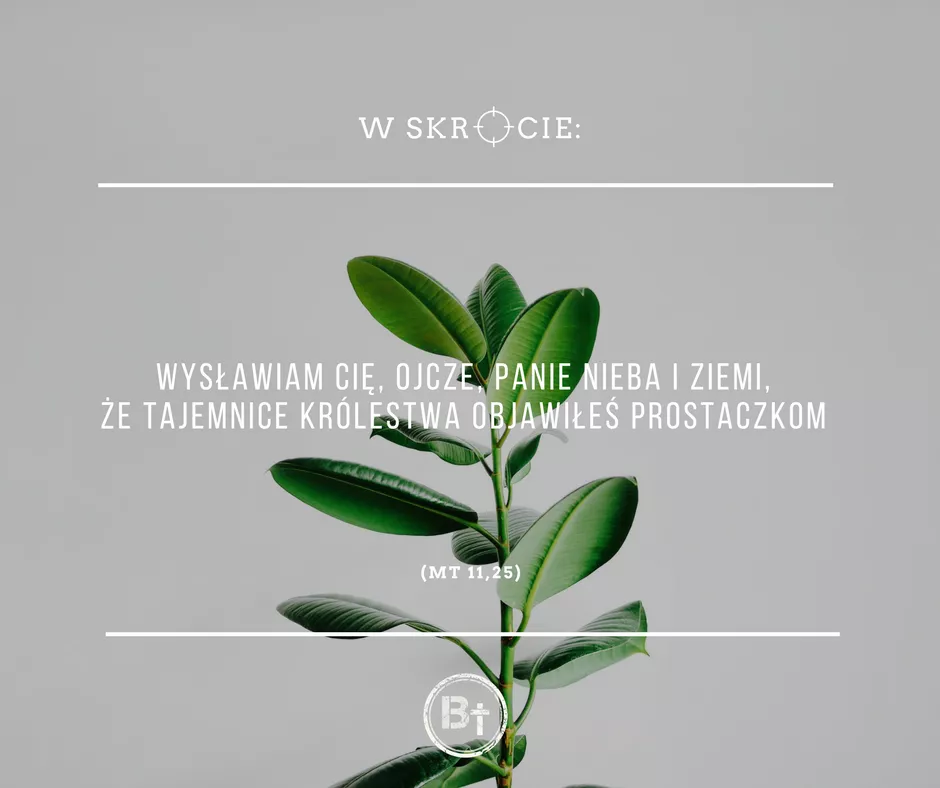 W SKRÓCIE:
WYSŁAWIAM CIĘ, OJCZE, PANIE NIEBA I ZIEMI,
ŻE TAJEMNICE KRÓLESTWA OBJAWIŁEŚ PROSTACZKOM
(MT 11,25)
B†